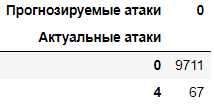 Прогнозируемые атаки 0
Актуальные атаки
0 9711
4 67